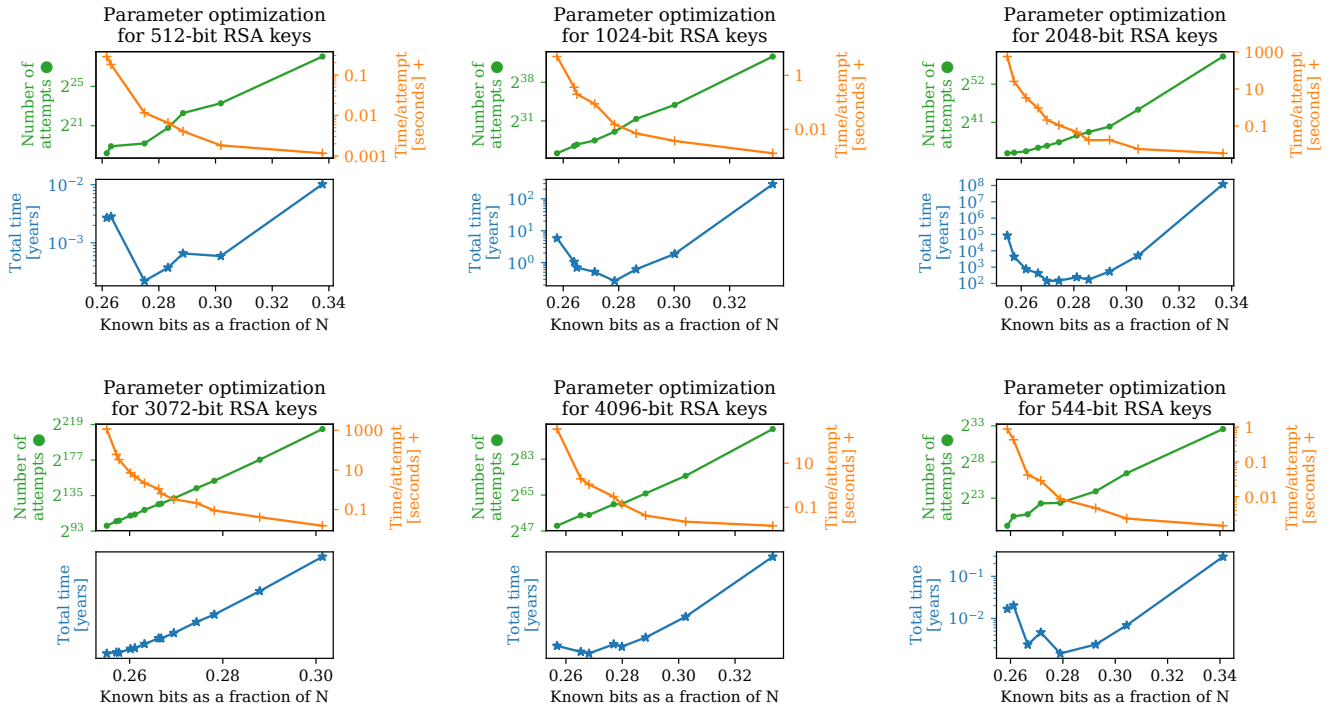 Parameter optimization
for 512-bit RSA keys
Number of
attempts ●
2^25
2^21
0.1
0.01
0.001
Time/attempt
[seconds] +
Total time
[years]
10^−2
10^−3
0.26 0.28 0.30 0.32 0.34
Known bits as a fraction of N
Parameter optimization
for 1024-bit RSA keys
Number of
attempts ●
2^38
2^31
1
0.01
Time/attempt
[seconds] +
Total time
[years]
10^2
10^1
10^0
0.26 0.28 0.30 0.32
Known bits as a fraction of N
Parameter optimization
for 2048-bit RSA keys
Number of
attempts ●
2^52
2^41
1000
10
0.1
Time/attempt
[seconds] +
Total time
[years]
10^8
10^7
10^6
10^5
10^4
10^3
10^2
0.26 0.28 0.30 0.32 0.34
Known bits as a fraction of N
Parameter optimization
for 3072-bit RSA keys
Number of
attempts ●
2^219
2^177
2^135
2^93
1000
10
0.1
Time/attempt
[seconds] +
Total time
[years]
0.26 0.28 0.30
Known bits as a fraction of N
Parameter optimization
for 4096-bit RSA keys
Number of
attempts ●
2^83
2^65
2^47
10
0.1
Time/attempt
[seconds] +
Total time
[years]
0.26 0.28 0.30 0.32
Known bits as a fraction of N
Parameter optimization
for 544-bit RSA keys
Number of
attempts ●
2^33
2^28
2^23
1
0.1
0.01
Time/attempt
[seconds] +
Total time
[years]
10^−1
10^−2
0.26 0.28 0.30 0.32 0.34
Known bits as a fraction of N